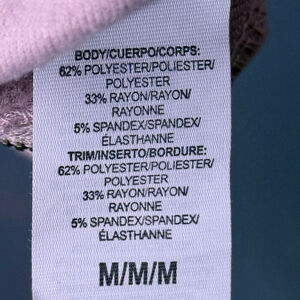 BODY/CUERPO/CORPS:
62% POLYESTER/POLIESTER/
POLYESTER
33% RAYON/RAYON/
RAYONNE
5% SPANDEX/SPANDEX/
ÉLASTHANNE
TRIM/INSERTO/BORDURE:
62% POLYESTER/POLIESTER/
POLYESTER
33% RAYON/RAYON/
RAYONNE
5% SPANDEX/SPANDEX/
ÉLASTHANNE
M/M/M